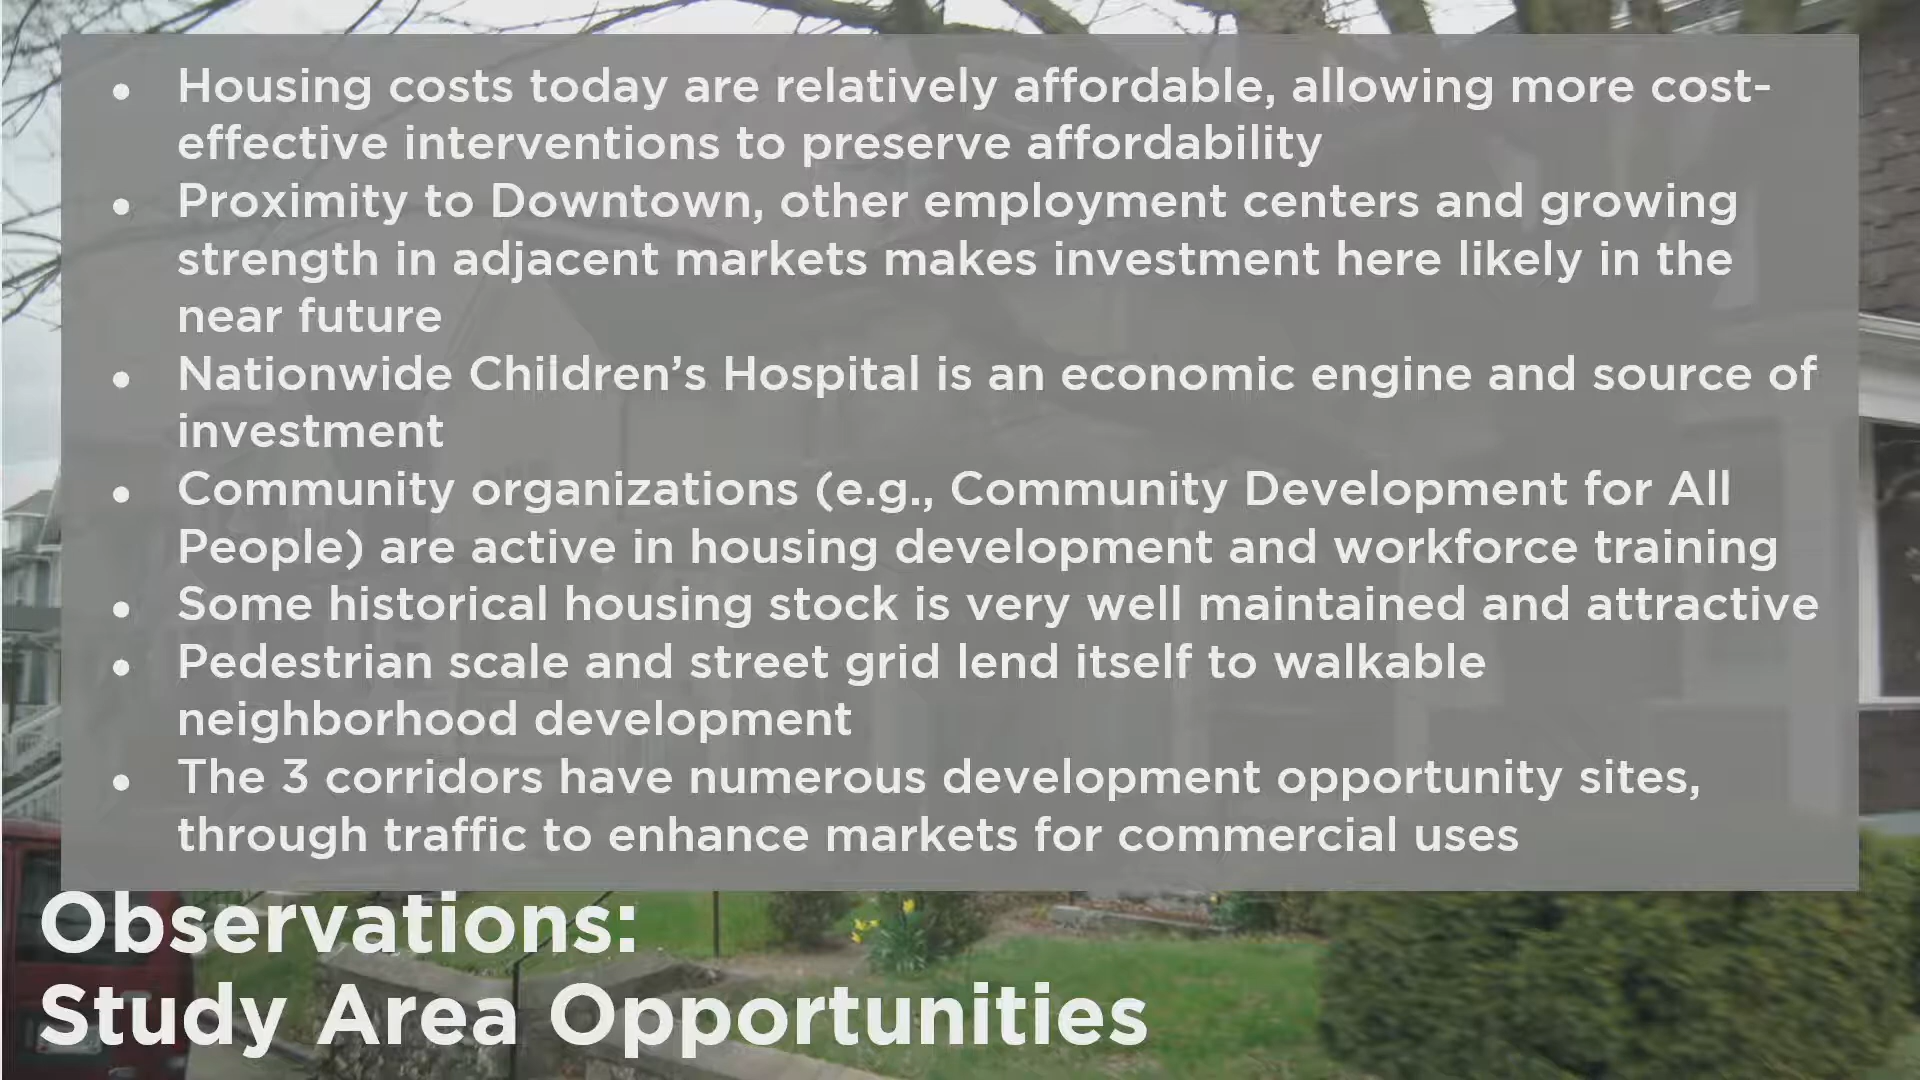 • Housing costs today are relatively affordable, allowing more cost-
effective interventions to preserve affordability
• Proximity to Downtown, other employment centers and growing
strength in adjacent markets makes investment here likely in the
near future
• Nationwide Children’s Hospital is an economic engine and source of
investment
• Community organizations (e.g., Community Development for All
People) are active in housing development and workforce training
• Some historical housing stock is very well maintained and attractive
• Pedestrian scale and street grid lend itself to walkable
neighborhood development
• The 3 corridors have numerous development opportunity sites,
through traffic to enhance markets for commercial uses
Observations:
Study Area Opportunities